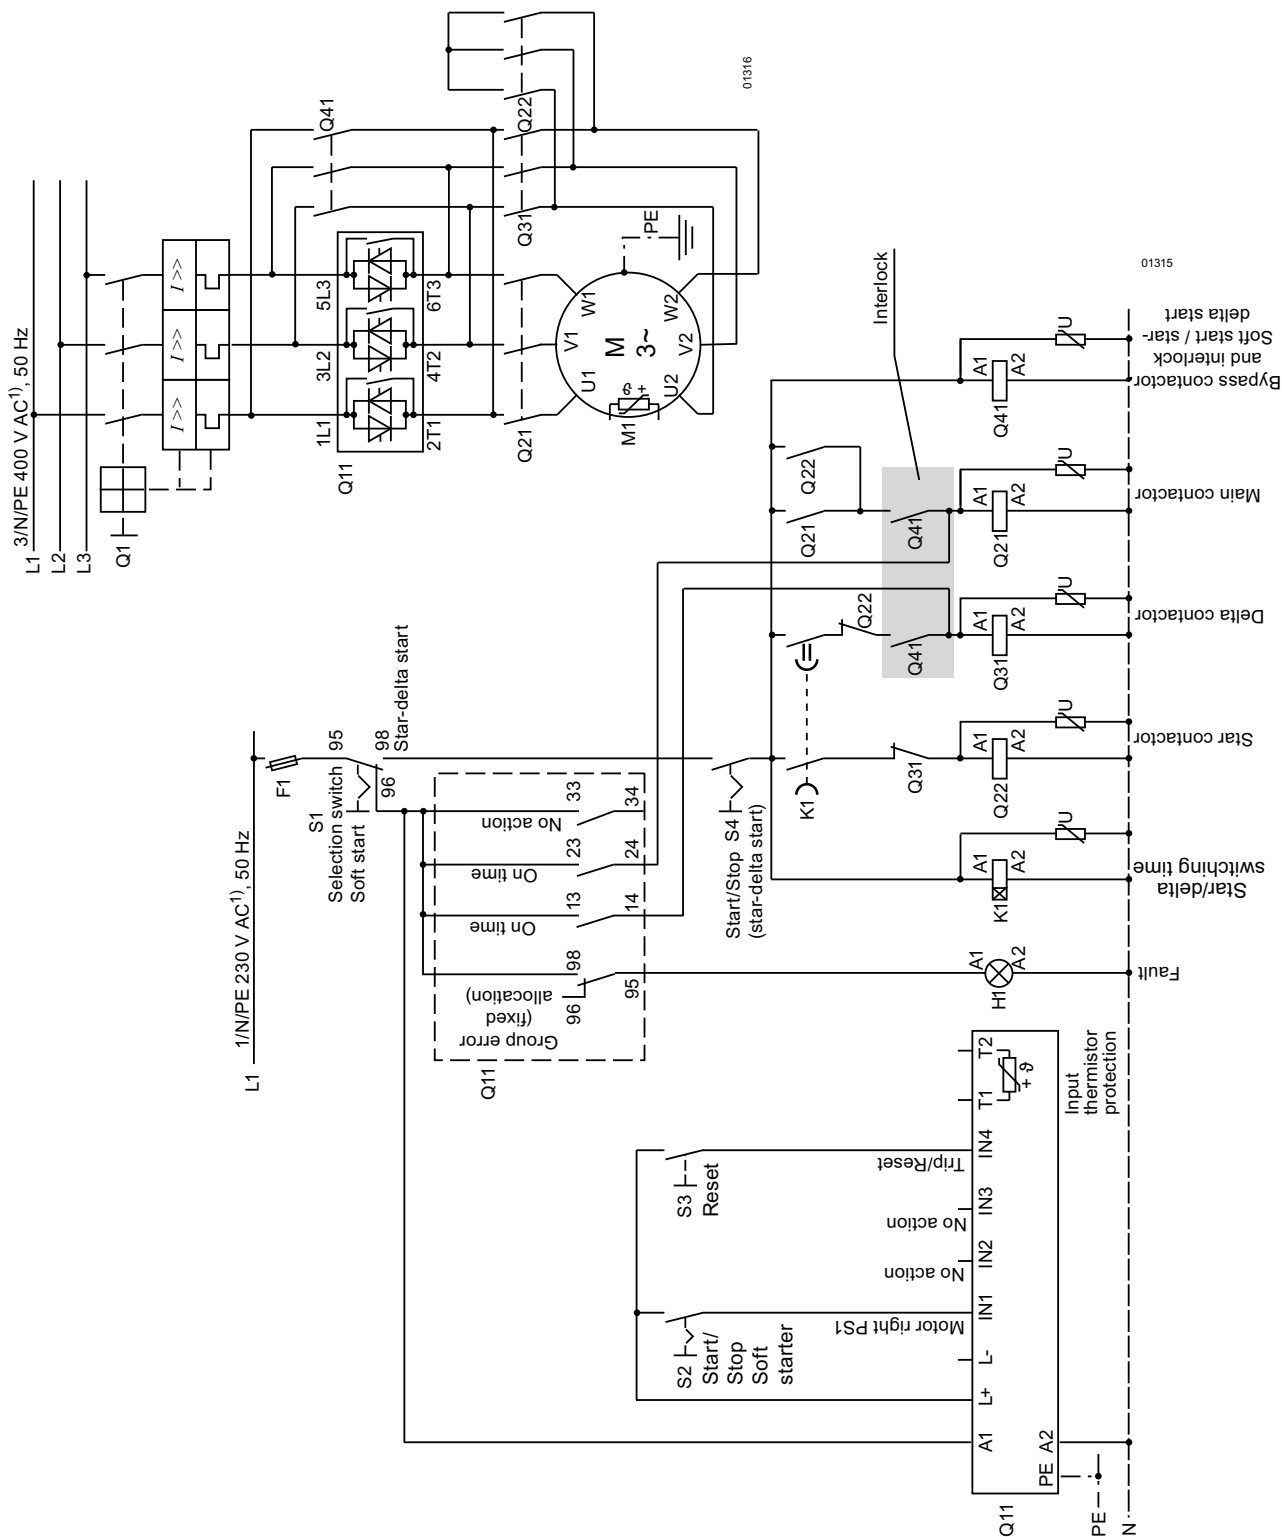 3/N/PE 400 V AC1), 50 Hz
L1
L2
L3
Q1
I >>
I >>
I >>
Q11
1L1
3L2
5L3
2T1
4T2
6T3
Q41
Q21
Q31
Q22
M
3~
U1
V1
W1
U2
V2
W2
M1
+ ϑ
PE
01316
1/N/PE 230 V AC1), 50 Hz
L1
F1
95
98
96
S1
Selection switch
Soft start
Star-delta start
Q11
Group error
(fixed
allocation)
96
98
95
On time
13
14
On time
23
24
No action
33
34
Start/Stop S4
(star-delta start)
S2
Start/
Stop
Soft
starter
S3
Reset
Motor right PS1
No action
No action
Trip/Reset
A1
L+
L-
IN1
IN2
IN3
IN4
T1
T2
+ ϑ
PE
A2
Q11
Input
thermistor
protection
PE
N
H1
A1
A2
Fault
K1
A1
A2
U
Star/delta
switching time
K1
Q31
Q22
A1
A2
U
Star contactor
Q22
Q41
Q31
A1
A2
U
Delta contactor
Q21
Q22
Q41
Q21
A1
A2
U
Main contactor
Interlock
Q41
A1
A2
U
Bypass contactor
and interlock
Soft start / star-
delta start
01315